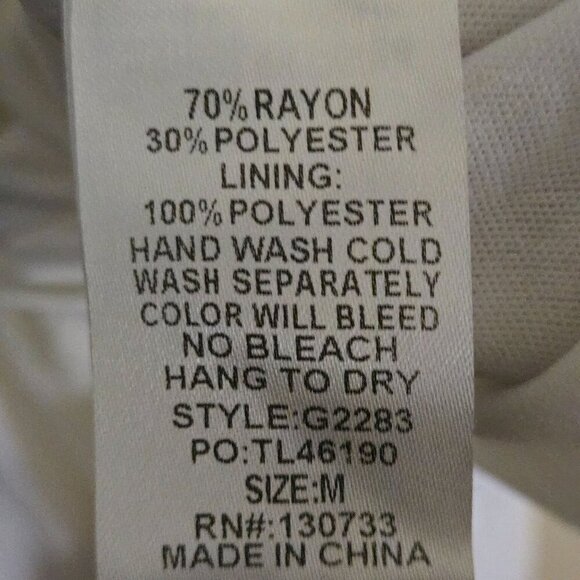 70% RAYON
30% POLYESTER
LINING:
100% POLYESTER
HAND WASH COLD
WASH SEPARATELY
COLOR WILL BLEED
NO BLEACH
HANG TO DRY
STYLE:G2283
PO:TL46190
SIZE:M
RN#:130733
MADE IN CHINA